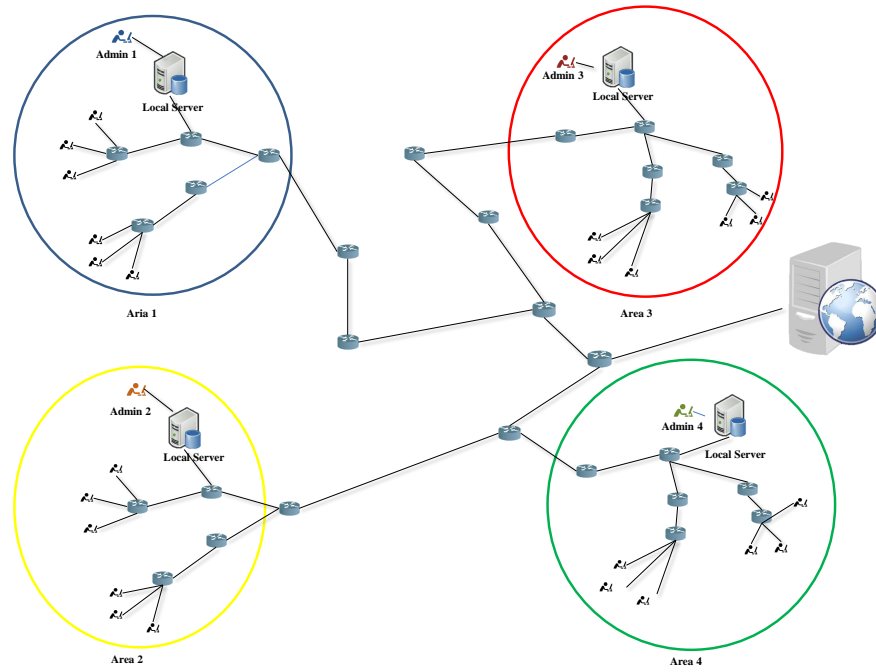 Admin 1
Local Server
Aria 1
Admin 3
Local Server
Area 3
Admin 2
Local Server
Area 2
Admin 4
Local Server
Area 4